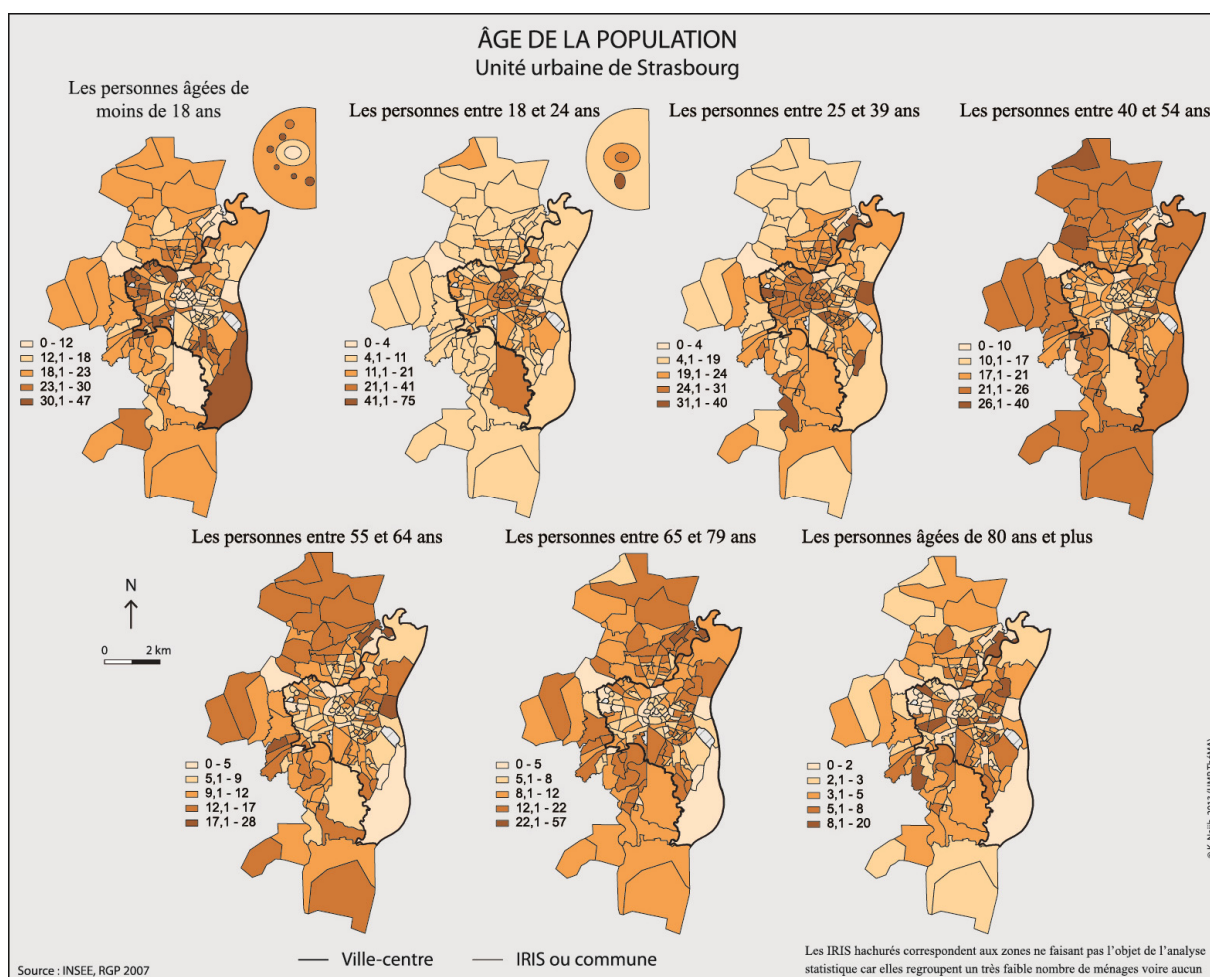 ÂGE DE LA POPULATION
Unité urbaine de Strasbourg
Les personnes âgées de
moins de 18 ans
Les personnes entre 18 et 24 ans
Les personnes entre 25 et 39 ans
Les personnes entre 40 et 54 ans
0 - 12
12,1 - 18
18,1 - 23
23,1 - 30
30,1 - 47
0 - 4
4,1 - 11
11,1 - 21
21,1 - 41
41,1 - 75
0 - 4
4,1 - 19
19,1 - 24
24,1 - 31
31,1 - 40
0 - 10
10,1 - 17
17,1 - 21
21,1 - 26
26,1 - 40
Les personnes entre 55 et 64 ans
Les personnes entre 65 et 79 ans
Les personnes âgées de 80 ans et plus
N
0 2 km
0 - 5
5,1 - 9
9,1 - 12
12,1 - 17
17,1 - 28
0 - 5
5,1 - 8
8,1 - 12
12,1 - 22
22,1 - 57
0 - 2
2,1 - 3
3,1 - 5
5,1 - 8
8,1 - 20
Ville-centre
IRIS ou commune
Source : INSEE, RGP 2007
Les IRIS hachurés correspondent aux zones ne faisant pas l'objet de l'analyse
statistique car elles regroupent un très faible nombre de ménages voire aucun